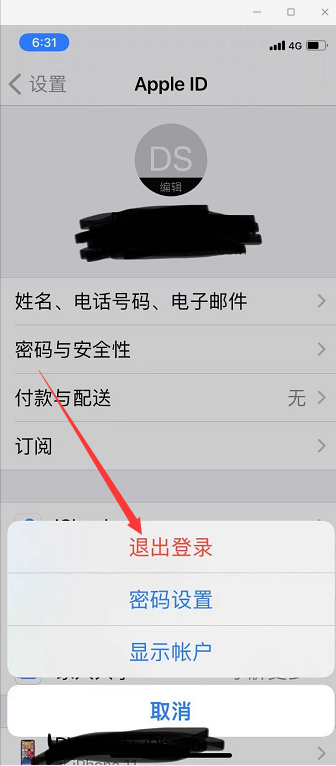 6:31
4G
设置
Apple ID
DS
编辑
姓名、电话号码、电子邮件
密码与安全性
付款与配送 无
订阅
退出登录
密码设置
显示帐户
取消